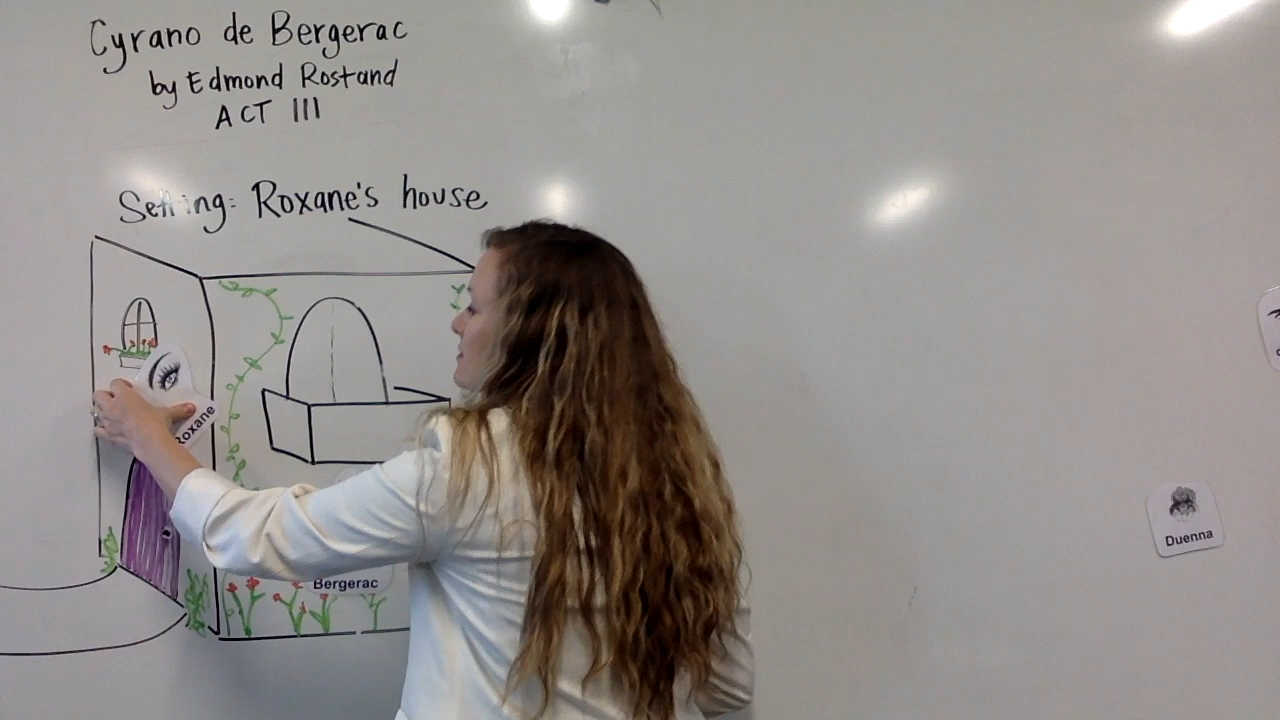 Cyrano de Bergerac
by Edmond Rostand
ACT III
Setting: Roxane's house
Roxane
Bergerac
Duenna